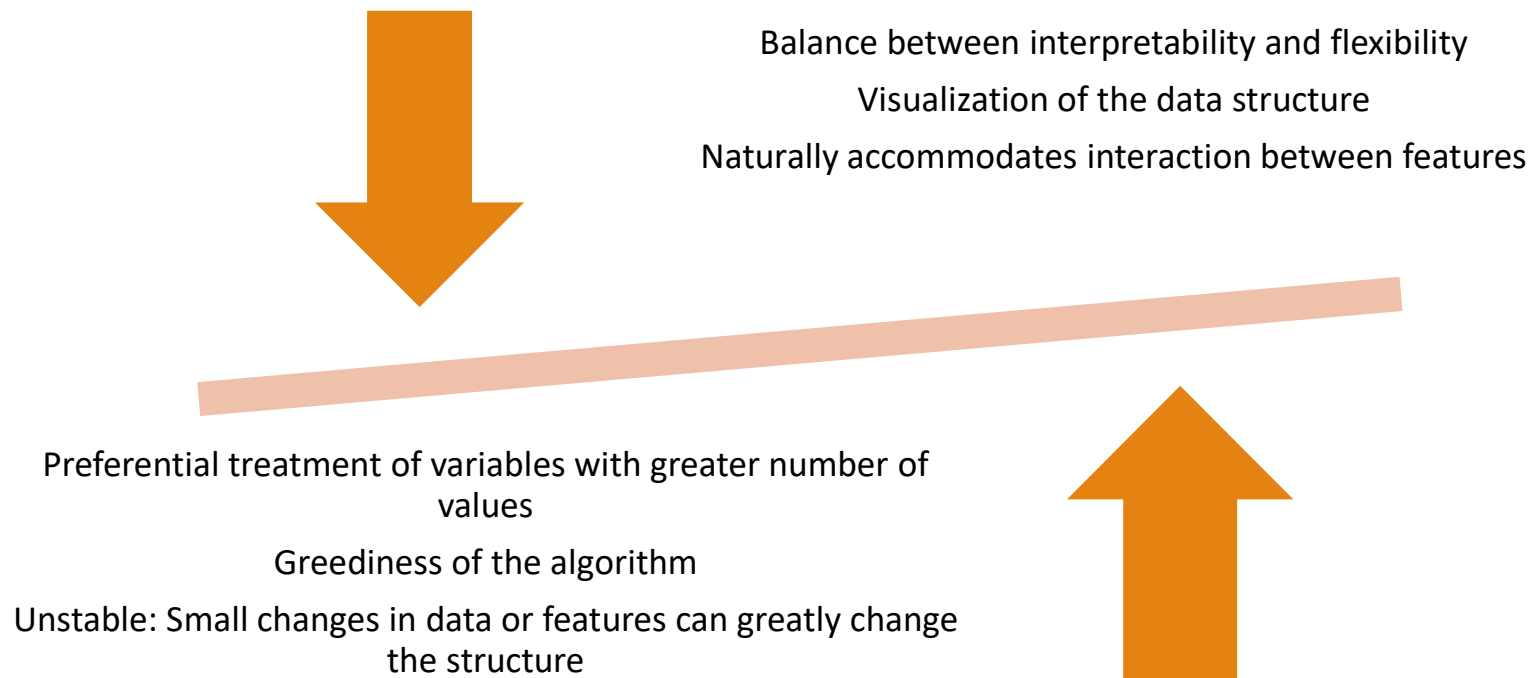 Balance between interpretability and flexibility
Visualization of the data structure
Naturally accommodates interaction between features
Preferential treatment of variables with greater number of
values
Greediness of the algorithm
Unstable: Small changes in data or features can greatly change
the structure